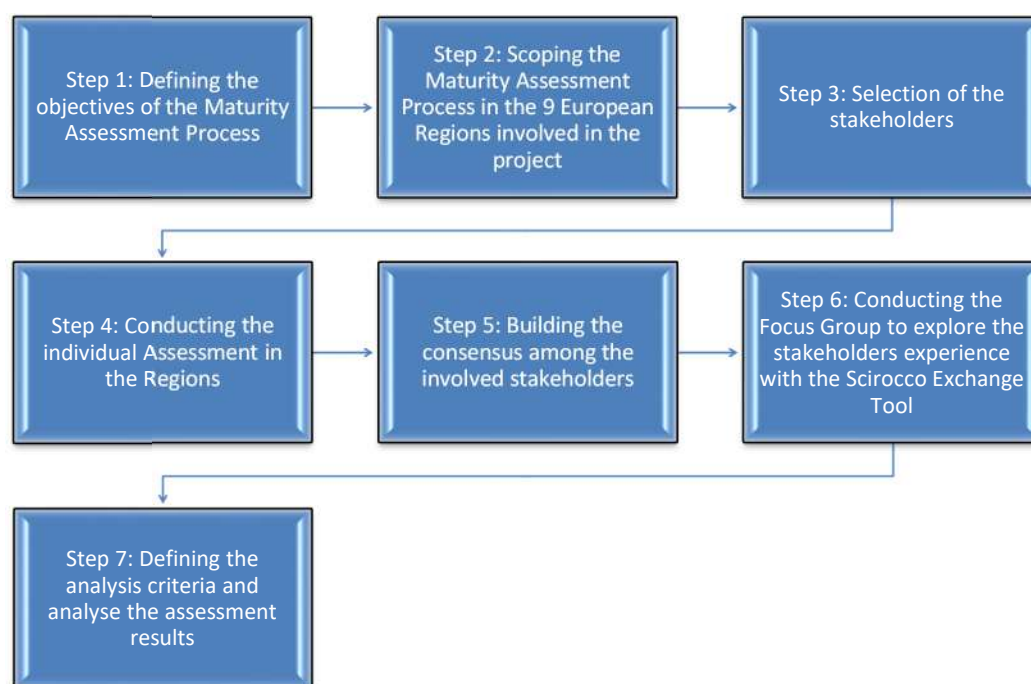 Step 1: Defining the
objectives of the Maturity
Assessment Process
Step 2: Scoping the
Maturity Assessment
Process in the 9 European
Regions involved in the
project
Step 3: Selection of the
stakeholders
Step 4: Conducting the
individual Assessment in
the Regions
Step 5: Building the
consensus among the
involved stakeholders
Step 6: Conducting the
Focus Group to explore the
stakeholders experience
with the Scirocco Exchange
Tool
Step 7: Defining the
analysis criteria and
analyse the assessment
results